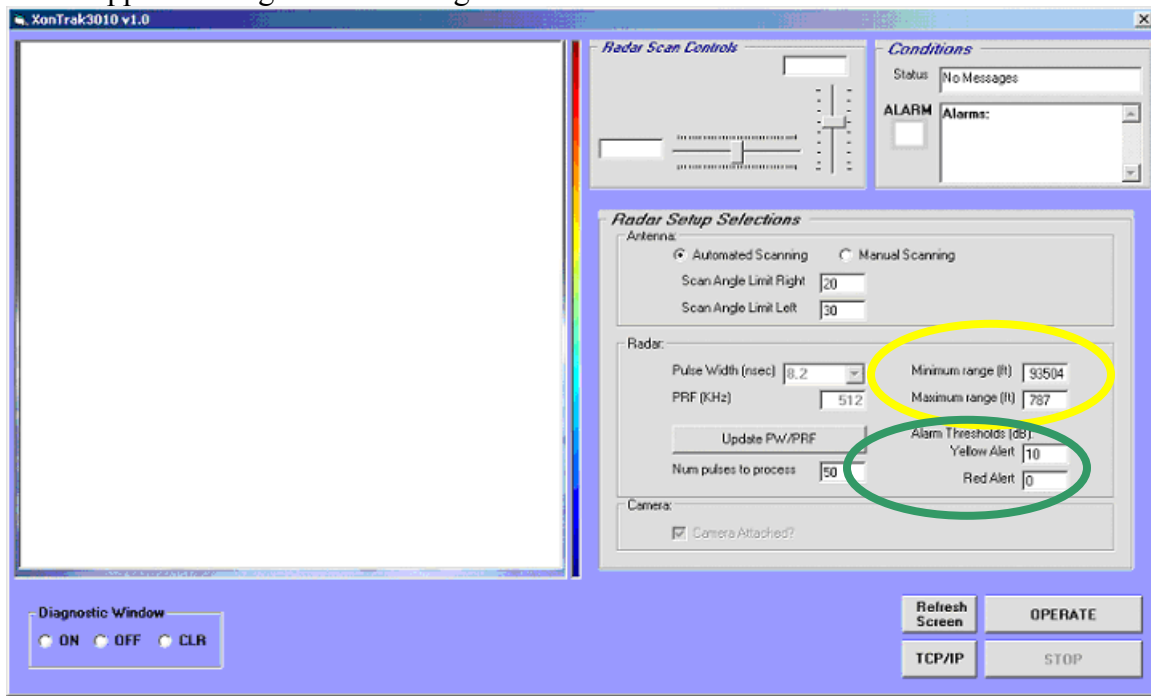 XonTrak3010 v1.0
Radar Scan Controls
Conditions
Status No Messages
ALARM Alarms:
Radar Setup Selections
Antenna:
Automated Scanning Manual Scanning
Scan Angle Limit Right 20
Scan Angle Limit Left 30
Radar:
Pulse Width (nsec) 8.2 Minimum range (ft) 93504
PRF (KHz) 512 Maximum range (ft) 787
Update PW/PRF Alarm Thresholds (dB):
Yellow Alert 10
Num pulses to process 50 Red Alert 0
Camera:
Camera Attached?
Diagnostic Window
ON OFF CLR
Refresh Screen
OPERATE
TCP/IP
STOP